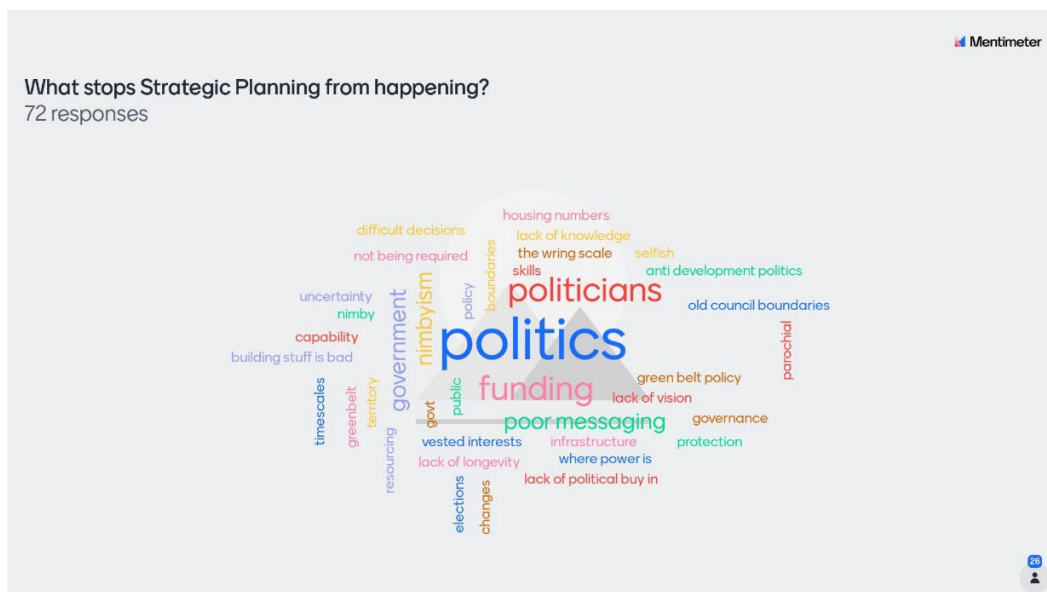 Mentimeter
What stops Strategic Planning from happening?
72 responses
housing numbers
difficult decisions
lack of knowledge
boundaries
not being required
the wring scale
selfish
skills
anti development politics
nimbyism
policy
politicians
uncertainty
government
old council boundaries
nimby
politics
capability
parochial
building stuff is bad
funding
green belt policy
timescales
greenbelt
territory
public
lack of vision
govt
poor messaging
governance
resourcing
vested interests
infrastructure
protection
lack of longevity
where power is
elections
changes
lack of political buy in
26